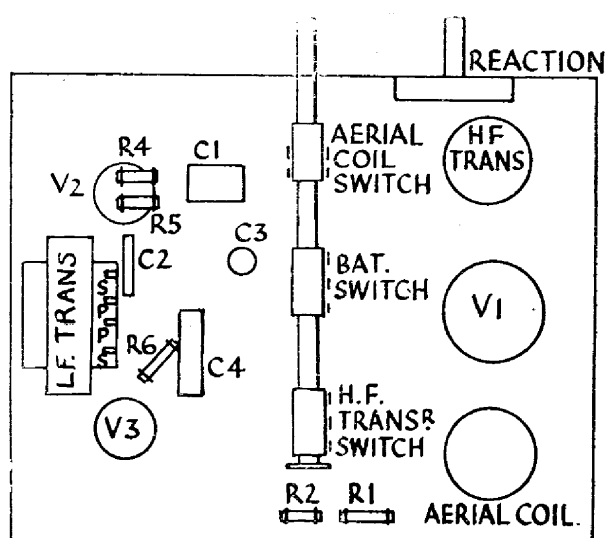 REACTION
AERIAL
COIL
SWITCH
HF
TRANS
R4
C1
V2
R5
C3
C2
BAT.
SWITCH
V1
L.F. TRANS
S
P
P
S
R6
C4
H.F.
TRANSR.
SWITCH
V3
R2
R1
AERIAL COIL.